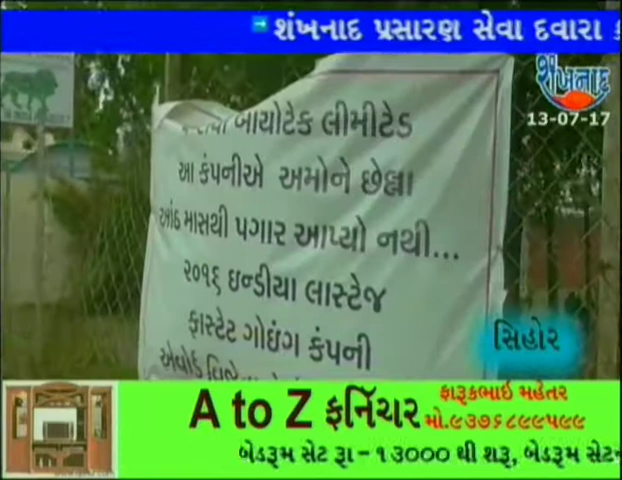 શંખનાદ પ્રસારણ સેવા દવારા
શંખનાદ
13-07-17
બાયોટેક લીમીટેડ
આ કંપનીએ અમોને છેલ્લા
આંઠ માસથી પગાર આપ્યો નથી...
૨૦૧૬ ઇન્ડીયા લાસ્ટેજ
ફાસ્ટેટ ગોઇંગ કંપની
એવોર્ડ
સિહોર
A to Z ફર્નિચર
ફારૂકભાઇ મહેતર
મો.૯૩૭૬૮૯૯૫૯૯
બેડરૂમ સેટ રૂા - ૧૩૦૦૦ થી શરૂ, બેડરૂમ સેટ